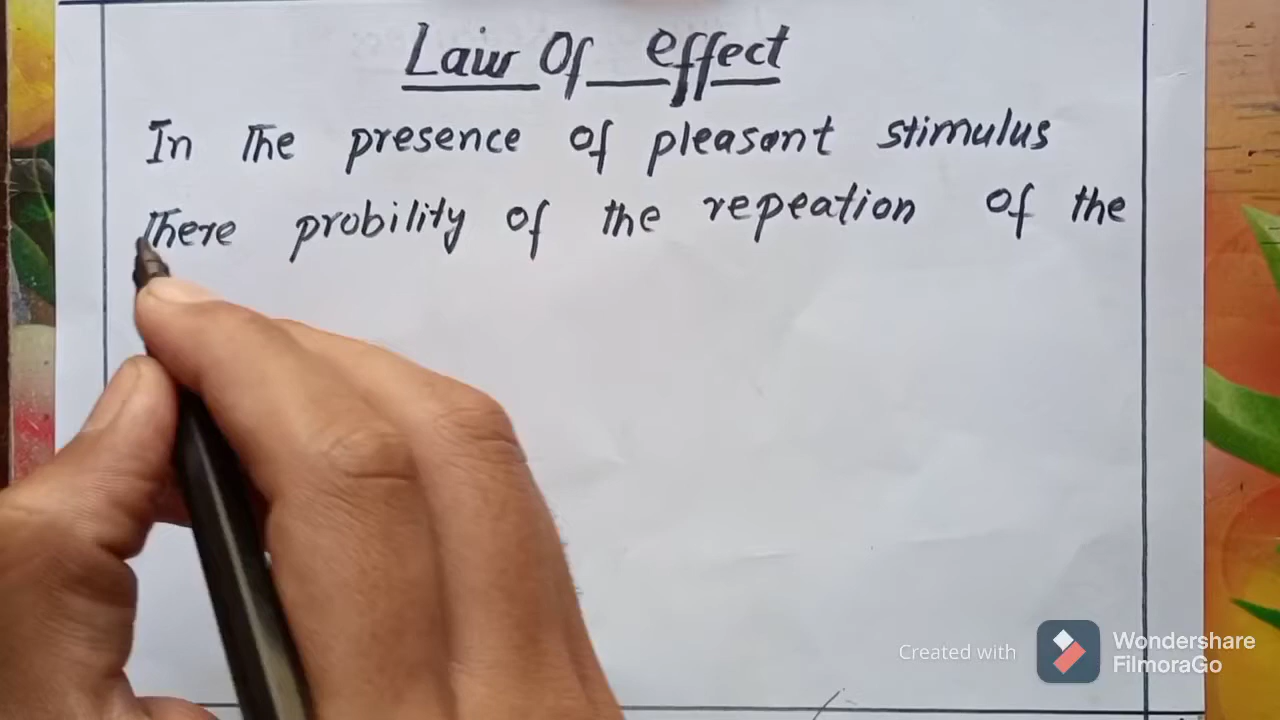 Law Of effect
In the presence of pleasant stimulus
there probility of the repeation of the
Created with
Wondershare
FilmoraGo